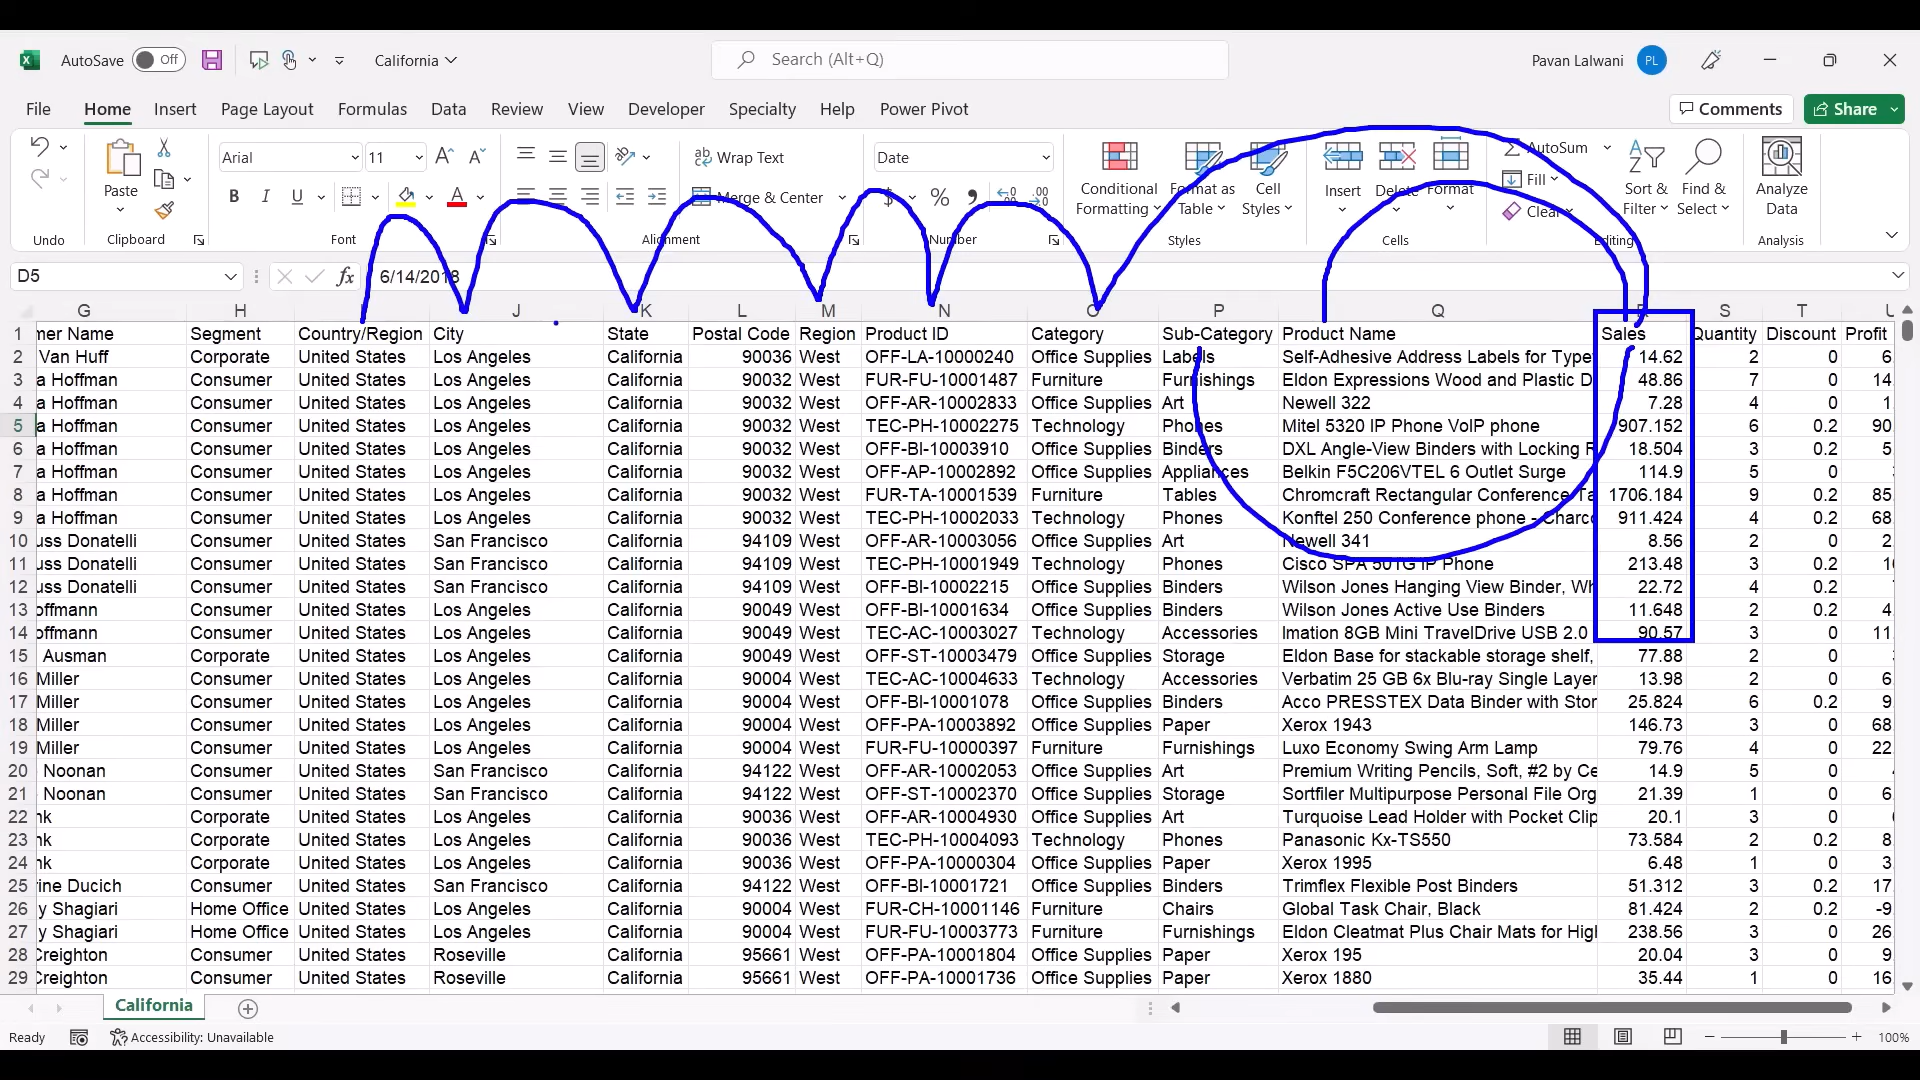 AutoSave Off California Search (Alt+Q) Pavan Lalwani PL
File Home Insert Page Layout Formulas Data Review View Developer Specialty Help Power Pivot Comments Share
Arial 11 Wrap Text Date AutoSum
Paste Conditional Formatting Format as Table Cell Styles Insert Delete Format Fill Sort & Filter Find & Select Analyze Data
B I U Merge & Center $ % Clear
Undo Clipboard Font Alignment Number Styles Cells Editing Analysis
D5 fx 6/14/2018
G H J K L M N O P Q S T U
1 mer Name Segment Country/Region City State Postal Code Region Product ID Category Sub-Category Product Name Sales Quantity Discount Profit
2 Van Huff Corporate United States Los Angeles California 90036 West OFF-LA-10000240 Office Supplies Labels Self-Adhesive Address Labels for Type 14.62 2 0 6
3 a Hoffman Consumer United States Los Angeles California 90032 West FUR-FU-10001487 Furniture Furnishings Eldon Expressions Wood and Plastic D 48.86 7 0 14
4 a Hoffman Consumer United States Los Angeles California 90032 West OFF-AR-10002833 Office Supplies Art Newell 322 7.28 4 0 1
5 a Hoffman Consumer United States Los Angeles California 90032 West TEC-PH-10002275 Technology Phones Mitel 5320 IP Phone VoIP phone 907.152 6 0.2 90
6 a Hoffman Consumer United States Los Angeles California 90032 West OFF-BI-10003910 Office Supplies Binders DXL Angle-View Binders with Locking R 18.504 3 0.2 5
7 a Hoffman Consumer United States Los Angeles California 90032 West OFF-AP-10002892 Office Supplies Appliances Belkin F5C206VTEL 6 Outlet Surge 114.9 5 0
8 a Hoffman Consumer United States Los Angeles California 90032 West FUR-TA-10001539 Furniture Tables Chromcraft Rectangular Conference Ta 1706.184 9 0.2 85
9 a Hoffman Consumer United States Los Angeles California 90032 West TEC-PH-10002033 Technology Phones Konftel 250 Conference phone - Charco 911.424 4 0.2 68
10 uss Donatelli Consumer United States San Francisco California 94109 West OFF-AR-10003056 Office Supplies Art Newell 341 8.56 2 0 2
11 uss Donatelli Consumer United States San Francisco California 94109 West TEC-PH-10001949 Technology Phones Cisco SPA 501G IP Phone 213.48 3 0.2 1
12 uss Donatelli Consumer United States San Francisco California 94109 West OFF-BI-10002215 Office Supplies Binders Wilson Jones Hanging View Binder, Wh 22.72 4 0.2
13 offmann Consumer United States Los Angeles California 90049 West OFF-BI-10001634 Office Supplies Binders Wilson Jones Active Use Binders 11.648 2 0.2 4
14 offmann Consumer United States Los Angeles California 90049 West TEC-AC-10003027 Technology Accessories Imation 8GB Mini TravelDrive USB 2.0 90.57 3 0 11
15 Ausman Corporate United States Los Angeles California 90049 West OFF-ST-10003479 Office Supplies Storage Eldon Base for stackable storage shelf, 77.88 2 0
16 Miller Consumer United States Los Angeles California 90004 West TEC-AC-10004633 Technology Accessories Verbatim 25 GB 6x Blu-ray Single Layer 13.98 2 0 6
17 Miller Consumer United States Los Angeles California 90004 West OFF-BI-10001078 Office Supplies Binders Acco PRESSTEX Data Binder with Stor 25.824 6 0.2 9
18 Miller Consumer United States Los Angeles California 90004 West OFF-PA-10003892 Office Supplies Paper Xerox 1943 146.73 3 0 68
19 Miller Consumer United States Los Angeles California 90004 West FUR-FU-10000397 Furniture Furnishings Luxo Economy Swing Arm Lamp 79.76 4 0 22
20 Noonan Consumer United States San Francisco California 94122 West OFF-AR-10002053 Office Supplies Art Premium Writing Pencils, Soft, #2 by Ce 14.9 5 0
21 Noonan Consumer United States San Francisco California 94122 West OFF-ST-10002370 Office Supplies Storage Sortfiler Multipurpose Personal File Org 21.39 1 0 6
22 nk Corporate United States Los Angeles California 90036 West OFF-AR-10004930 Office Supplies Art Turquoise Lead Holder with Pocket Clip 20.1 3 0
23 nk Corporate United States Los Angeles California 90036 West TEC-PH-10004093 Technology Phones Panasonic Kx-TS550 73.584 2 0.2 8
24 nk Corporate United States Los Angeles California 90036 West OFF-PA-10000304 Office Supplies Paper Xerox 1995 6.48 1 0 3
25 rine Ducich Consumer United States San Francisco California 94122 West OFF-BI-10001721 Office Supplies Binders Trimflex Flexible Post Binders 51.312 3 0.2 17
26 y Shagiari Home Office United States Los Angeles California 90004 West FUR-CH-10001146 Furniture Chairs Global Task Chair, Black 81.424 2 0.2 -9
27 y Shagiari Home Office United States Los Angeles California 90004 West FUR-FU-10003773 Furniture Furnishings Eldon Cleatmat Plus Chair Mats for High 238.56 3 0 26
28 Creighton Consumer United States Roseville California 95661 West OFF-PA-10001804 Office Supplies Paper Xerox 195 20.04 3 0 9
29 Creighton Consumer United States Roseville California 95661 West OFF-PA-10001736 Office Supplies Paper Xerox 1880 35.44 1 0 16
California
Ready Accessibility: Unavailable 100%